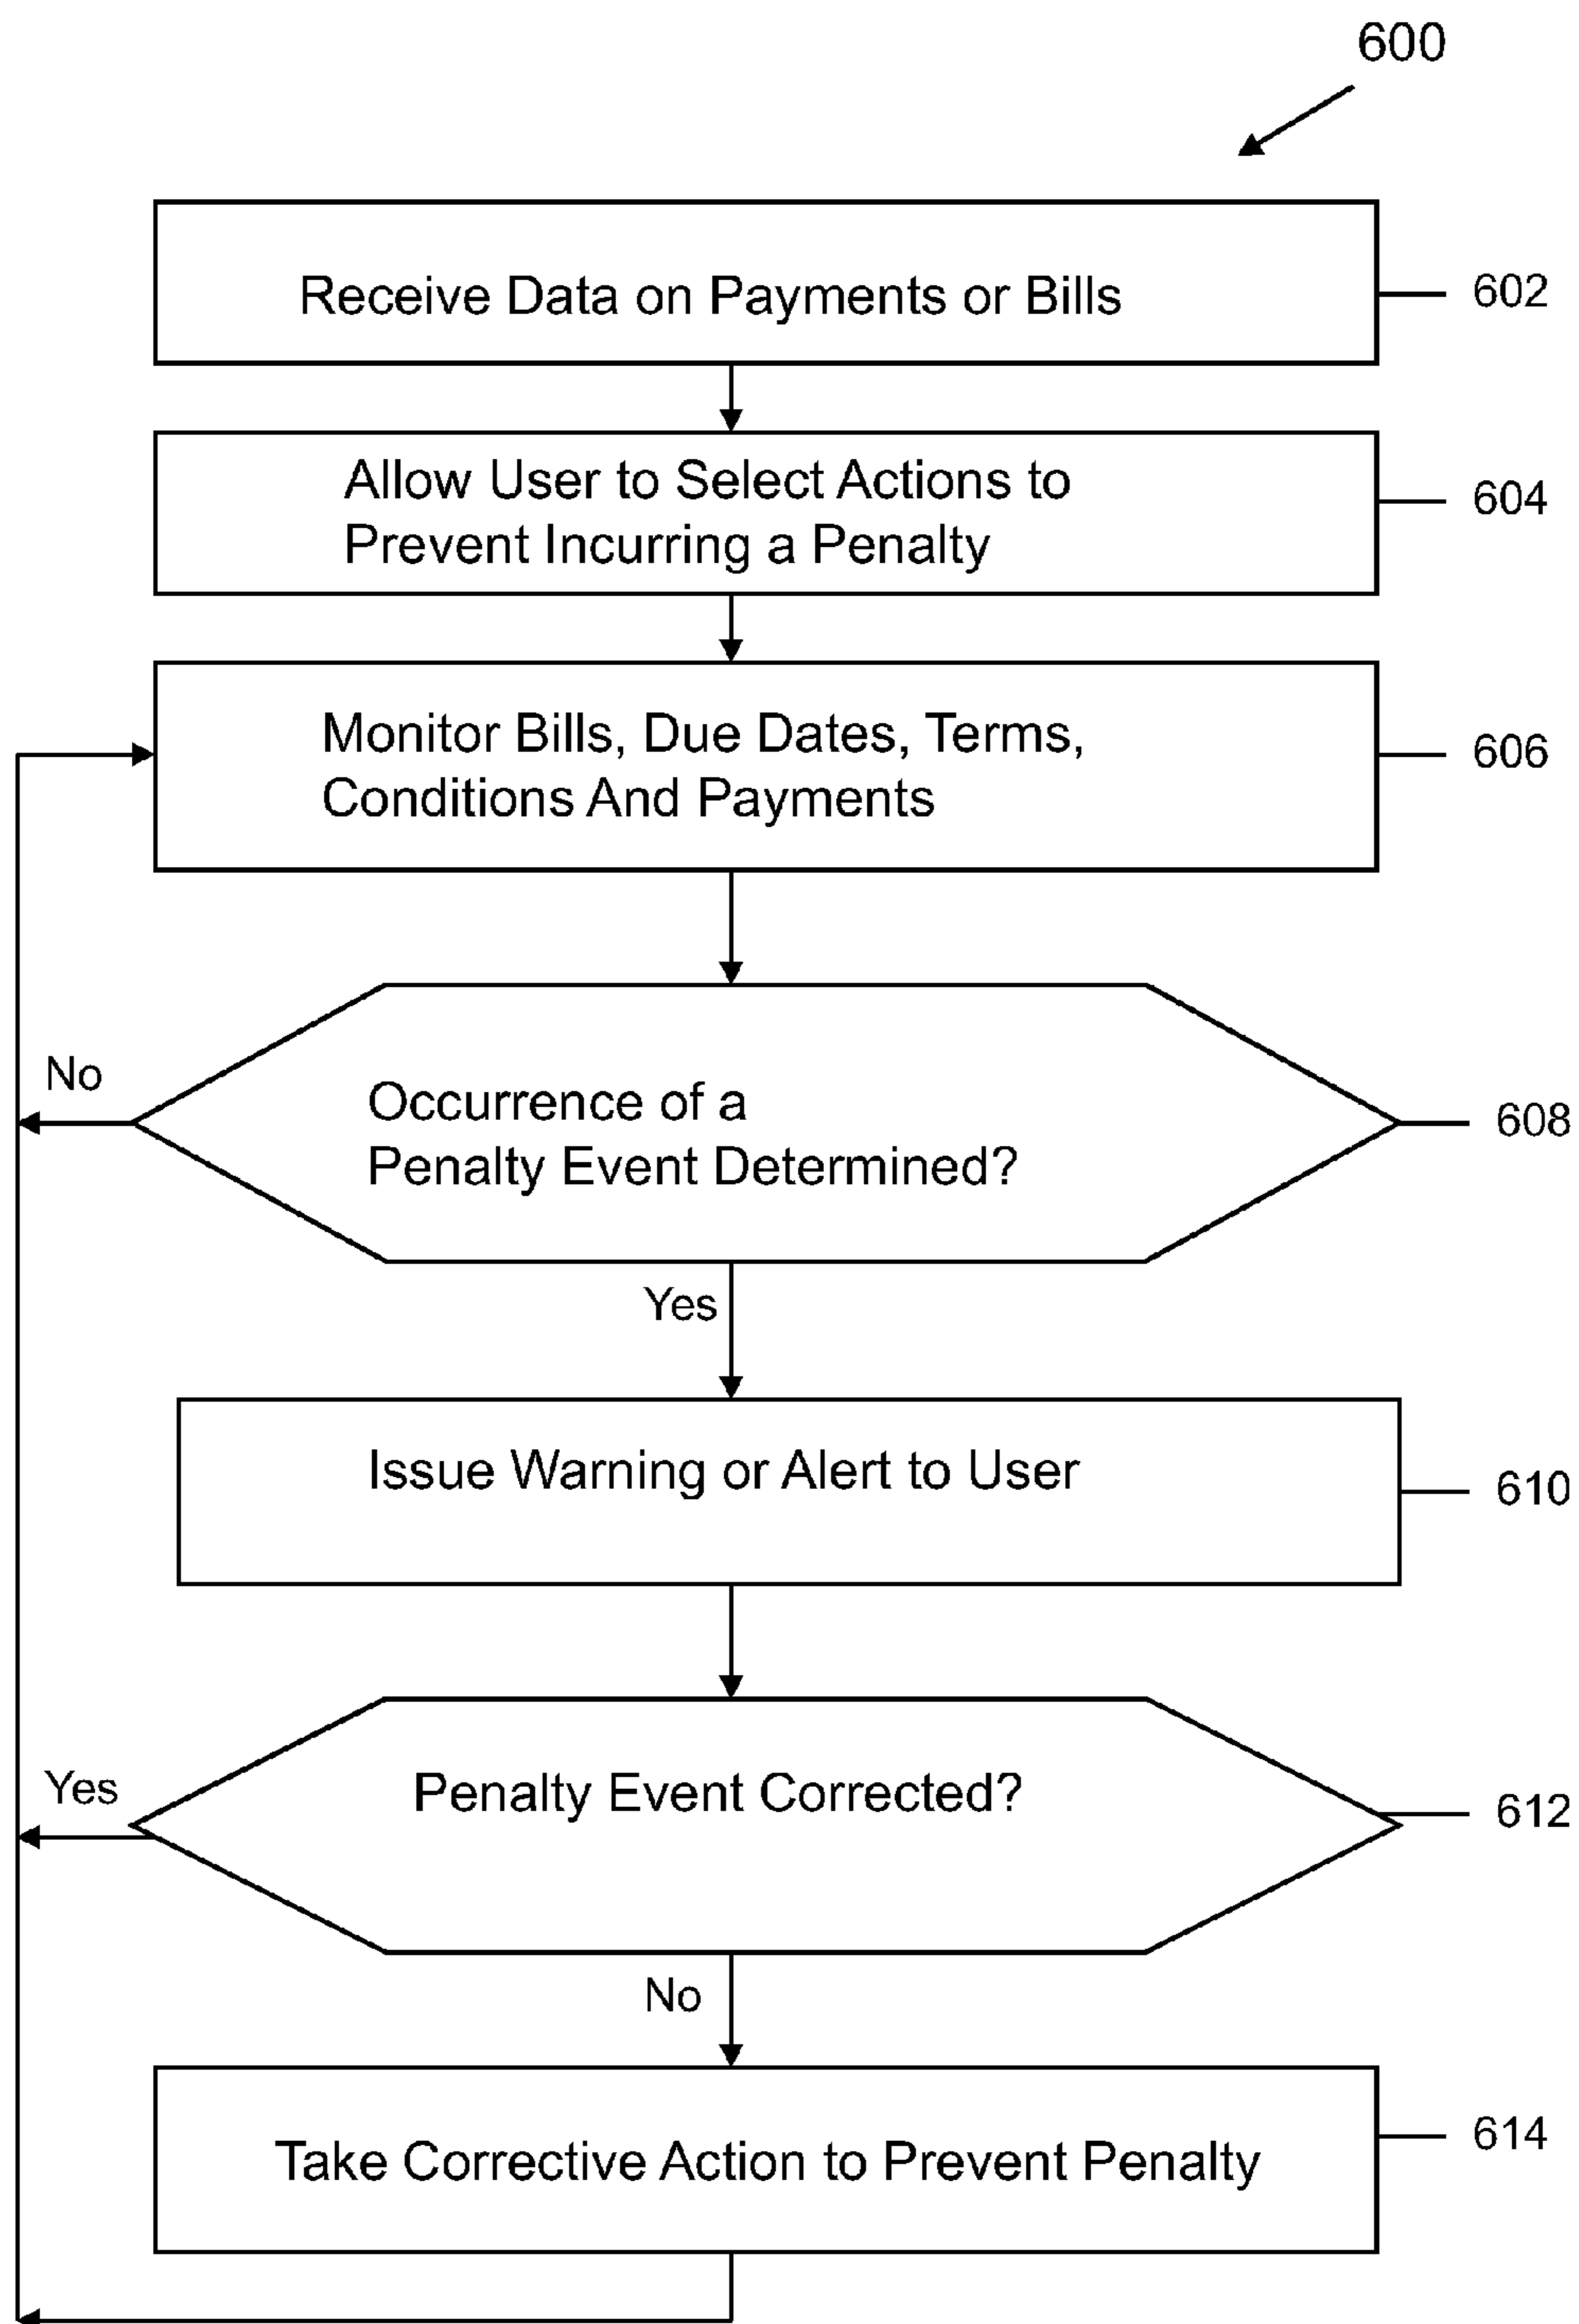 600
Receive Data on Payments or Bills
602
Allow User to Select Actions to
Prevent Incurring a Penalty
604
Monitor Bills, Due Dates, Terms,
Conditions And Payments
606
No
Occurrence of a
Penalty Event Determined?
608
Yes
Issue Warning or Alert to User
610
Yes
Penalty Event Corrected?
612
No
Take Corrective Action to Prevent Penalty
614